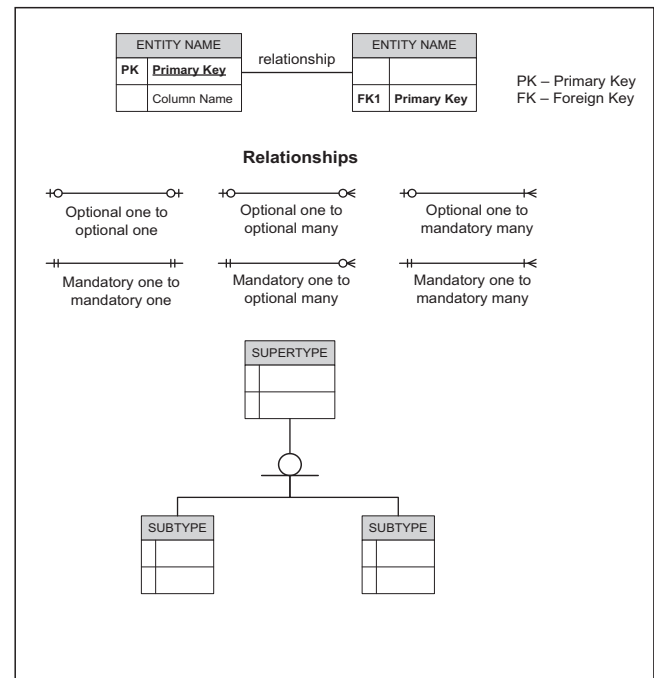 ENTITY NAME
PK Primary Key
Column Name
relationship
ENTITY NAME
FK1 Primary Key
PK – Primary Key
FK – Foreign Key
Relationships
Optional one to
optional one
Optional one to
optional many
Optional one to
mandatory many
Mandatory one to
mandatory one
Mandatory one to
optional many
Mandatory one to
mandatory many
SUPERTYPE
SUBTYPE
SUBTYPE